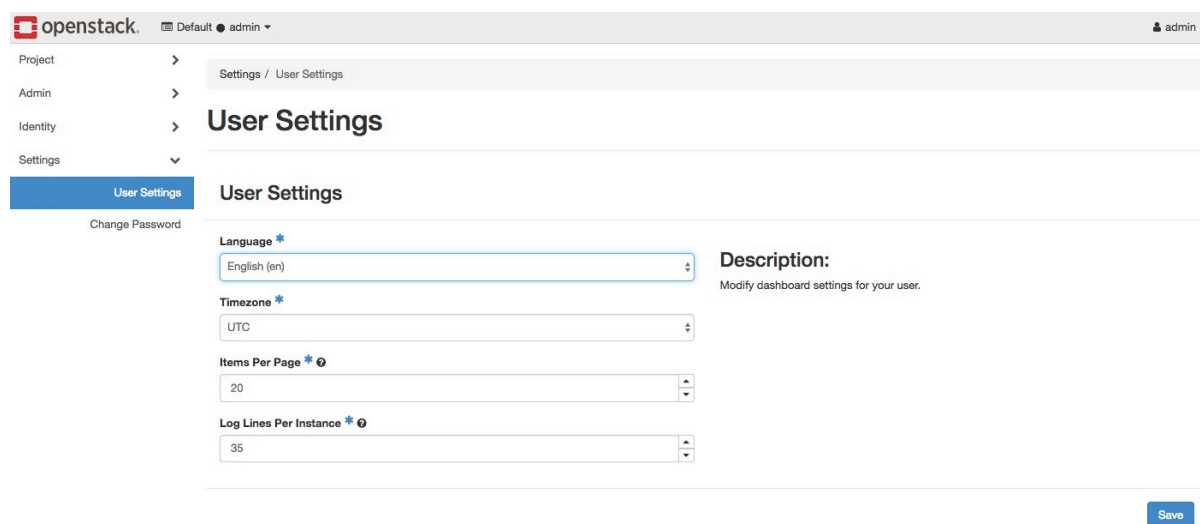 openstack. Default ● admin
admin
Project
Admin
Identity
Settings
User Settings
Change Password
Settings / User Settings
User Settings
User Settings
Language *
English (en)
Timezone *
UTC
Items Per Page * ?
20
Log Lines Per Instance * ?
35
Description:
Modify dashboard settings for your user.
Save